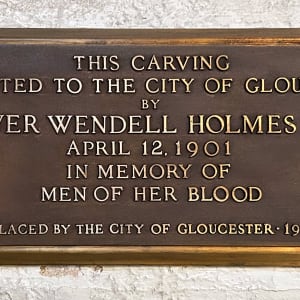 THIS CARVING
TED TO THE CITY OF GLOU
BY
VER WENDELL HOLMES
APRIL 12, 1901
IN MEMORY OF
MEN OF HER BLOOD
LACED BY THE CITY OF GLOUCESTER · 19